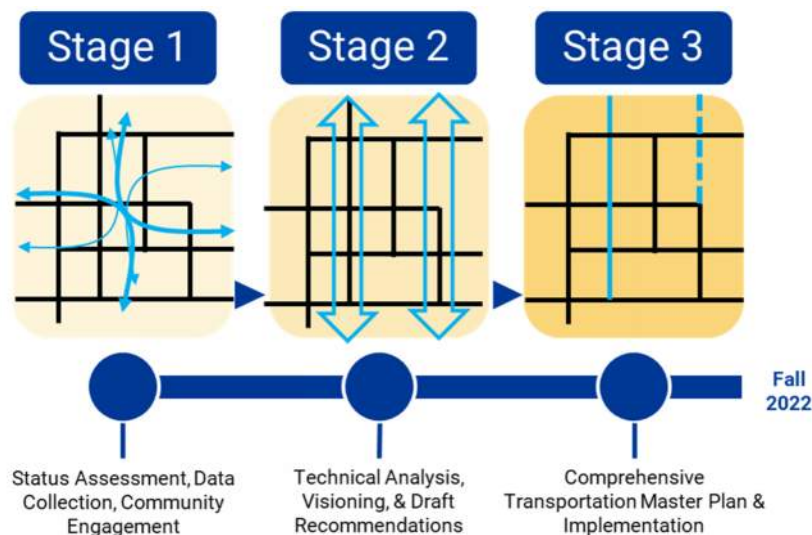 Stage 1
Stage 2
Stage 3
Fall
2022
Status Assessment, Data
Collection, Community
Engagement
Technical Analysis,
Visioning, & Draft
Recommendations
Comprehensive
Transportation Master Plan &
Implementation